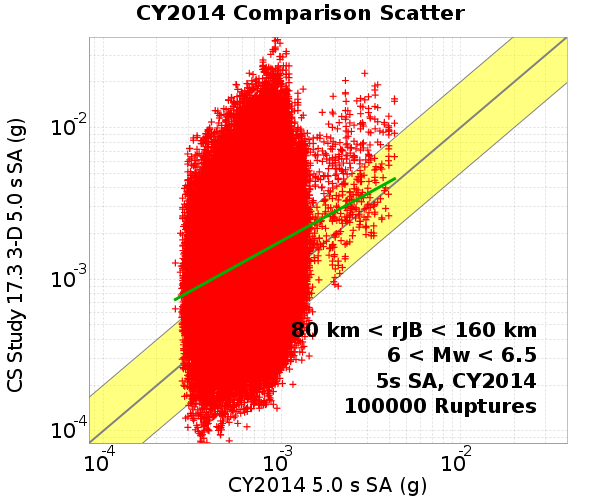 CY2014 Comparison Scatter
CS Study 17.3 3-D 5.0 s SA (g)
10-2
10-3
10-4
80 km < rJB < 160 km
6 < Mw < 6.5
5s SA, CY2014
100000 Ruptures
10-4 10-3 10-2
CY2014 5.0 s SA (g)